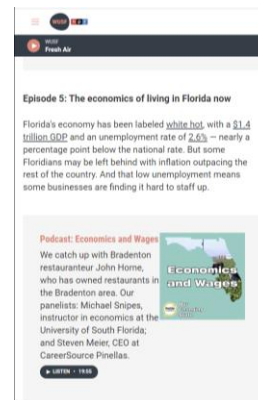 WUSF
npr
WUSF
Fresh Air
Episode 5: The economics of living in Florida now
Florida's economy has been labeled white hot, with a $1.4
trillion GDP and an unemployment rate of 2.6% — nearly a
percentage point below the national rate. But some
Floridians may be left behind with inflation outpacing the
rest of the country. And that low unemployment means
some businesses are finding it hard to staff up.
Podcast: Economics and Wages
We catch up with Bradenton
restauranteur John Horne,
who has owned restaurants in
the Bradenton area. Our
panelists: Michael Snipes,
instructor in economics at the
University of South Florida;
and Steven Meier, CEO at
CareerSource Pinellas.
Economics
and Wages
LISTEN • 19:55